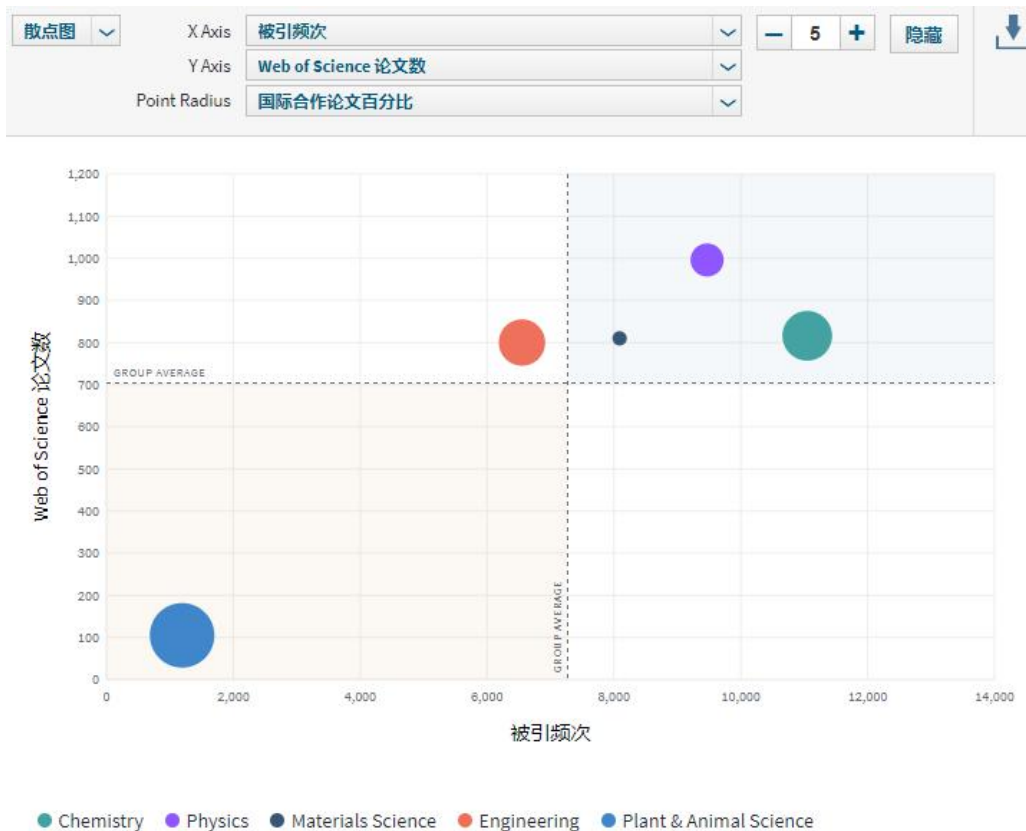 散点图 X Axis 被引频次 — 5 + 隐藏
Y Axis Web of Science 论文数
Point Radius 国际合作论文百分比
1,200
1,100
1,000
900
800
GROUP AVERAGE
700
600
500
400
300
200
100
0
Web of Science 论文数
GROUP AVERAGE
0 2,000 4,000 6,000 8,000 10,000 12,000 14,000
被引频次
Chemistry Physics Materials Science Engineering Plant & Animal Science